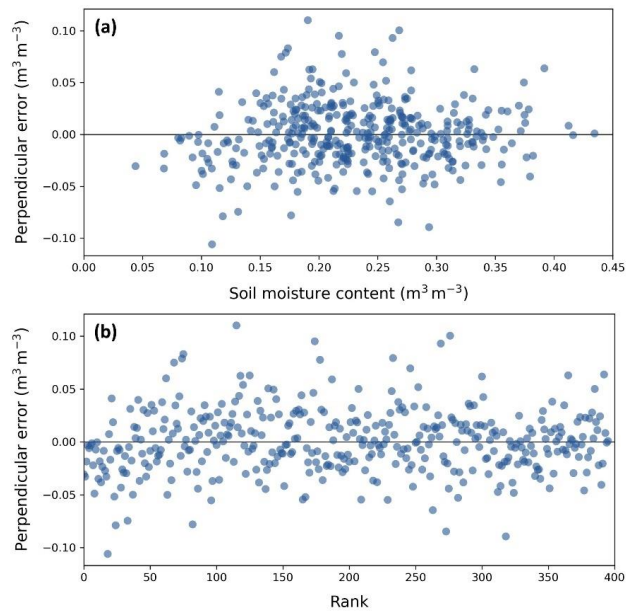 (a)
Perpendicular error (m³ m⁻³)
0.10
0.05
0.00
−0.05
−0.10
0.00 0.05 0.10 0.15 0.20 0.25 0.30 0.35 0.40 0.45
Soil moisture content (m³ m⁻³)
(b)
Perpendicular error (m³ m⁻³)
0.10
0.05
0.00
−0.05
−0.10
0 50 100 150 200 250 300 350 400
Rank